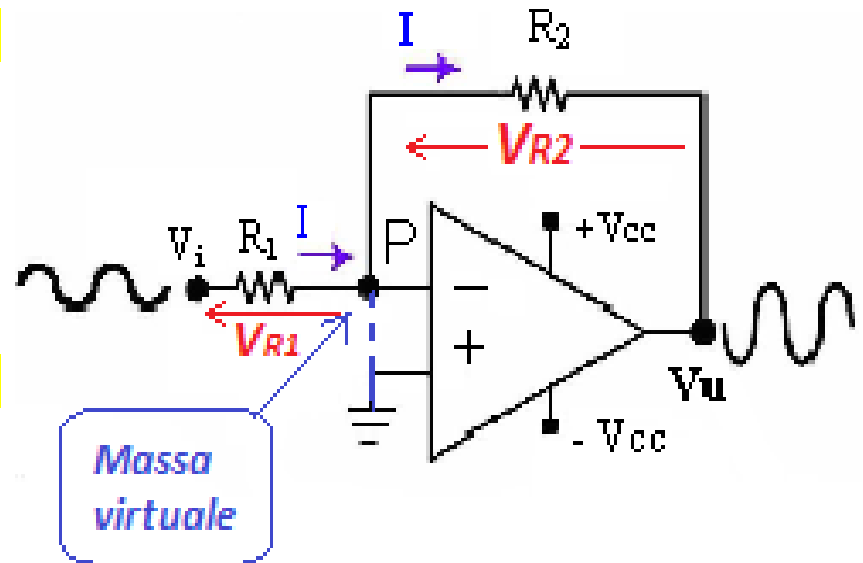 I
R₂
VR2
I
Vi
R₁
P
+Vcc
VR1
−
+
Vu
- Vcc
Massa
virtuale